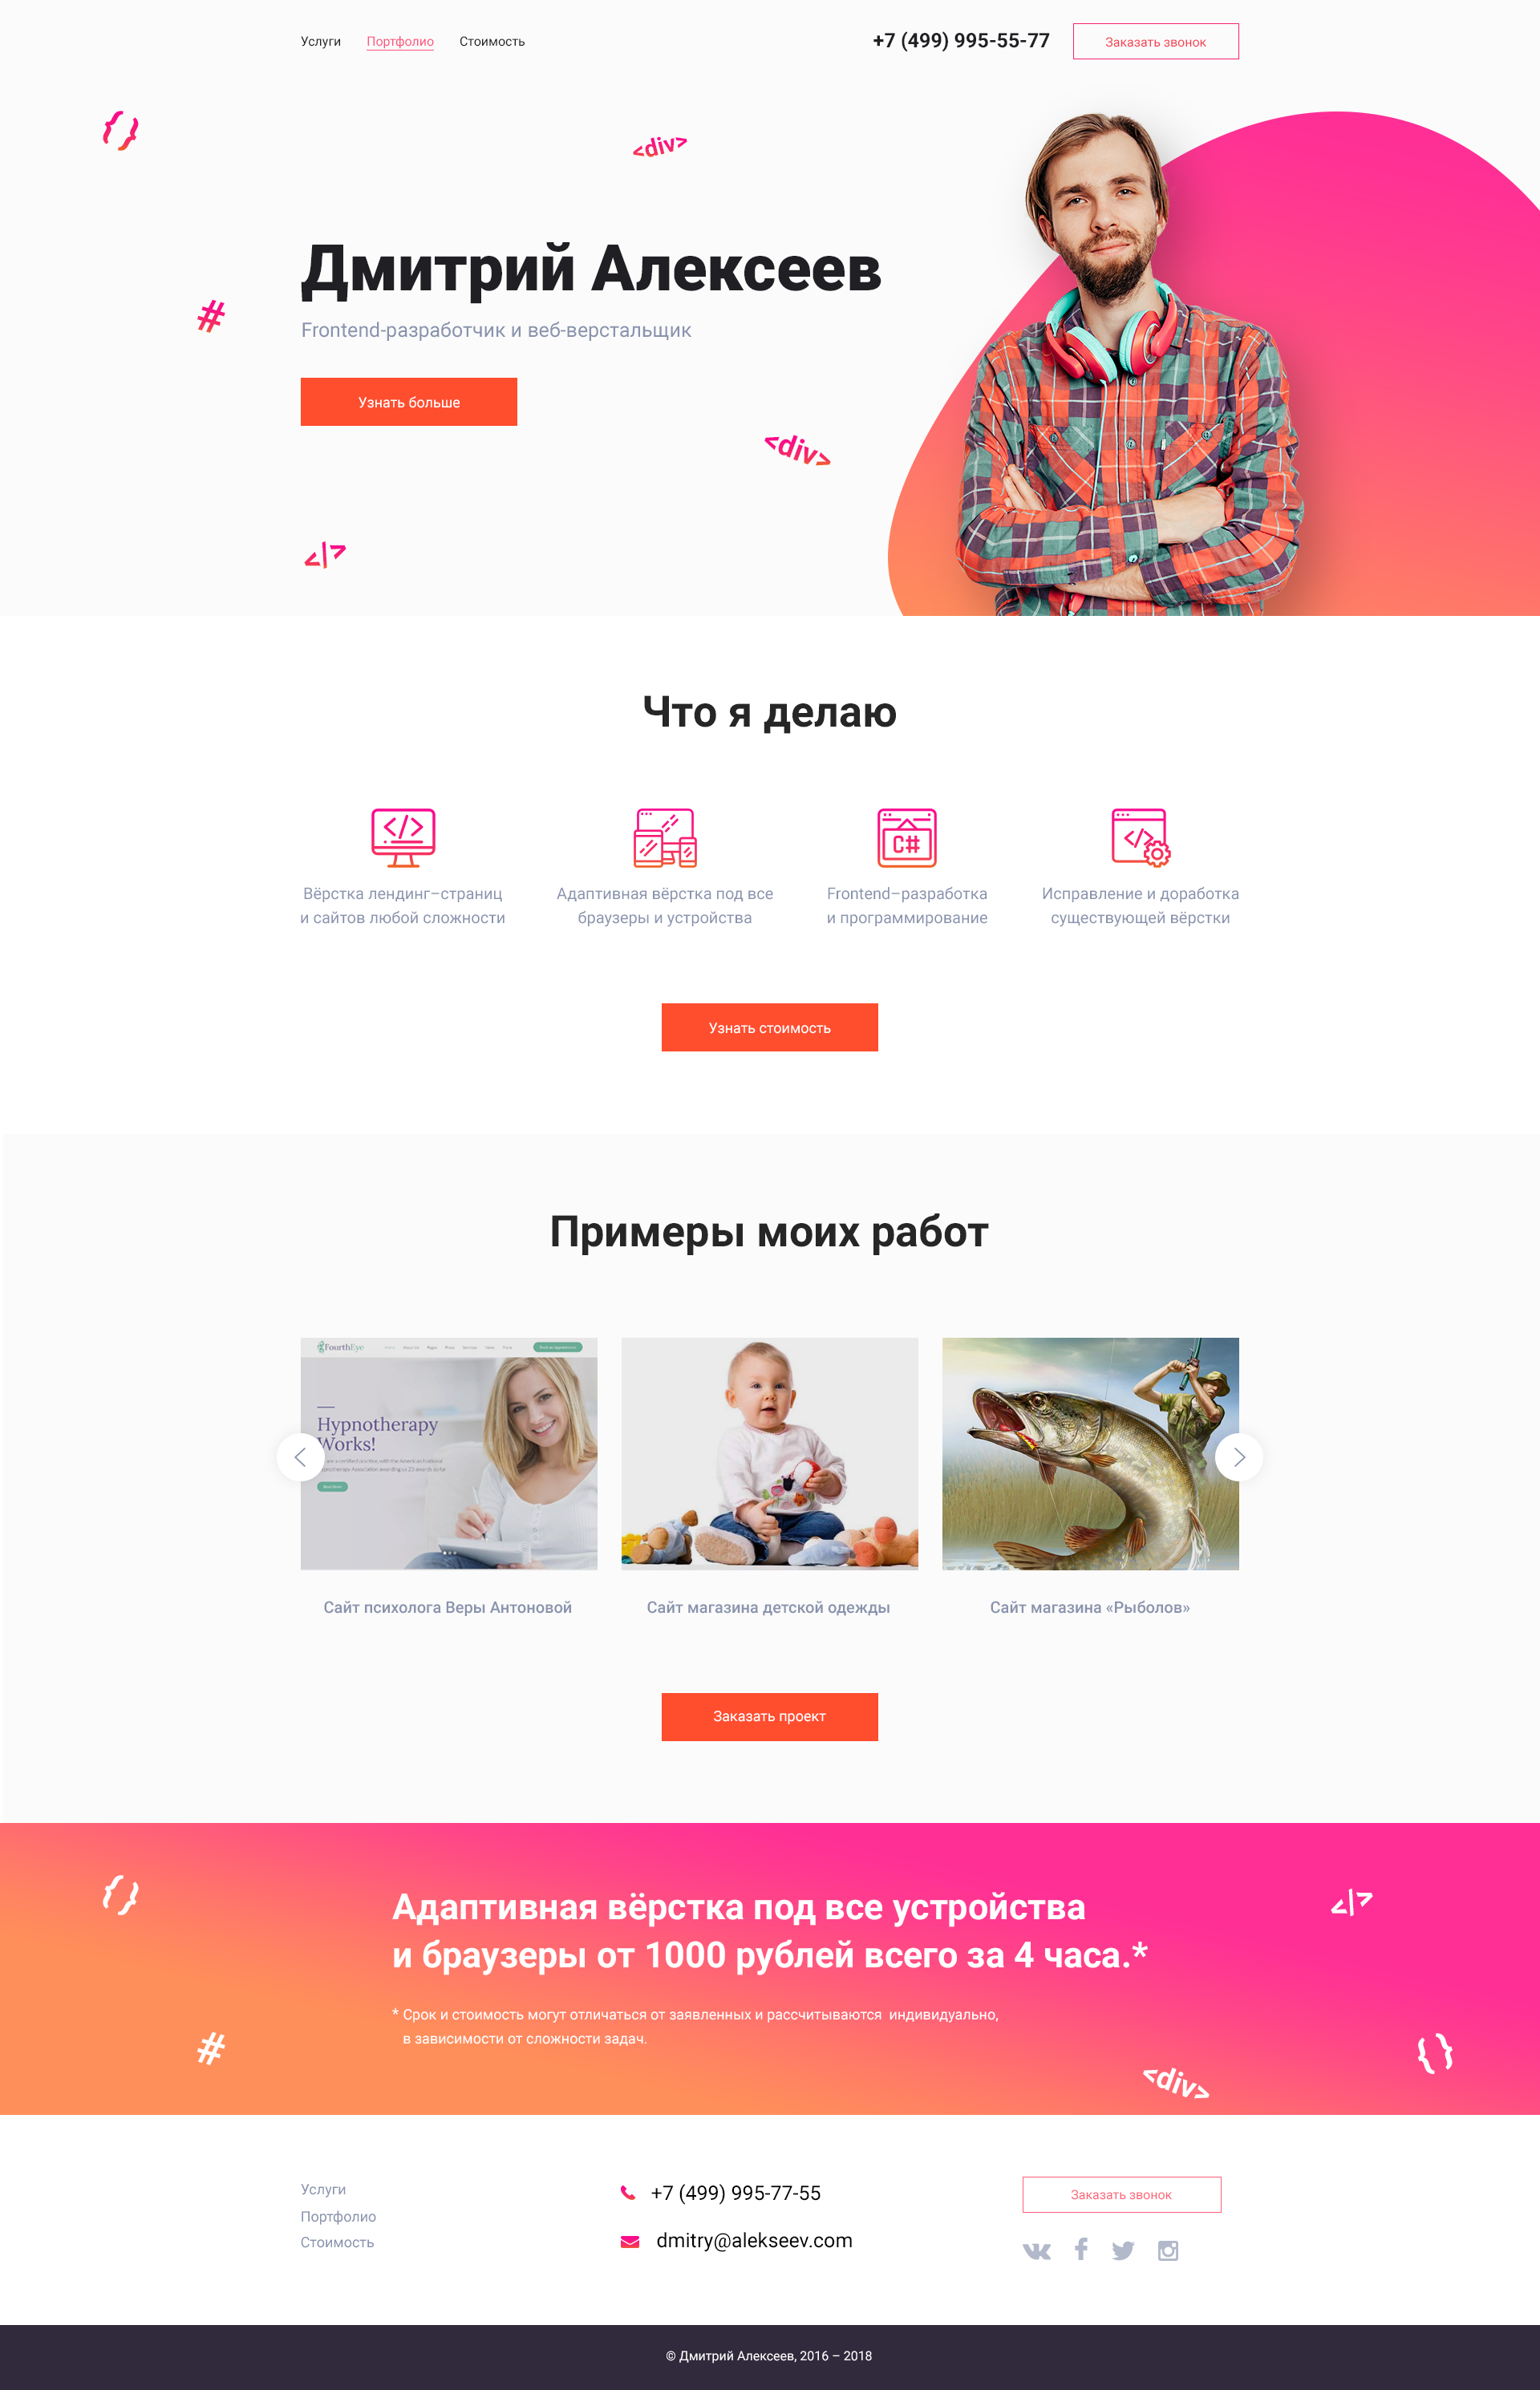 Услуги Портфолио Стоимость +7 (499) 995-55-77 Заказать звонок
{ }
<div>
Дмитрий Алексеев
#
Frontend-разработчик и веб-верстальщик
Узнать больше
<div>
</>
Что я делаю
C#
Вёрстка лендинг–страниц
и сайтов любой сложности
Адаптивная вёрстка под все
браузеры и устройства
Frontend–разработка
и программирование
Исправление и доработка
существующей вёрстки
Узнать стоимость
Примеры моих работ
FourthEye
Hypnotherapy
Works!
Сайт психолога Веры Антоновой
Сайт магазина детской одежды
Сайт магазина «Рыболов»
Заказать проект
{ }
</>
Адаптивная вёрстка под все устройства
и браузеры от 1000 рублей всего за 4 часа.*
* Срок и стоимость могут отличаться от заявленных и рассчитываются индивидуально,
в зависимости от сложности задач.
#
{ }
<div>
Услуги
Портфолио
Стоимость
+7 (499) 995-77-55
dmitry@alekseev.com
Заказать звонок
© Дмитрий Алексеев, 2016 – 2018